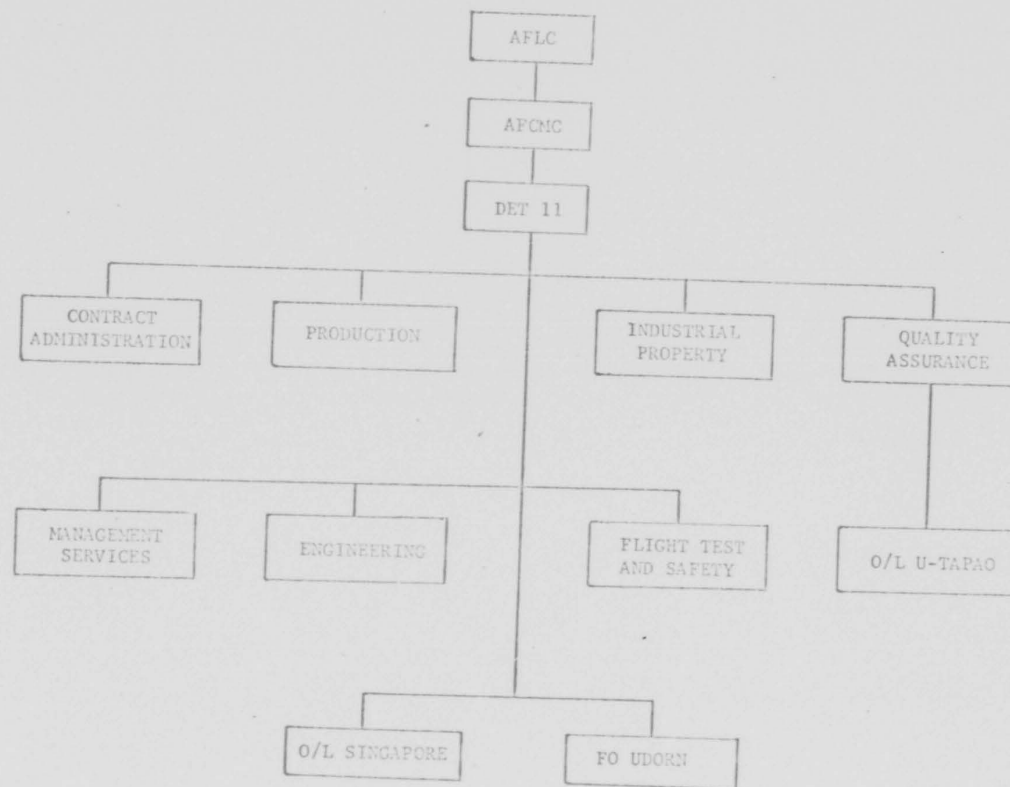 AFLC
AFCMC
DET 11
CONTRACT
ADMINISTRATION
PRODUCTION
INDUSTRIAL
PROPERTY
QUALITY
ASSURANCE
MANAGEMENT
SERVICES
ENGINEERING
FLIGHT TEST
AND SAFETY
O/L U-TAPAO
O/L SINGAPORE
FO UDORN